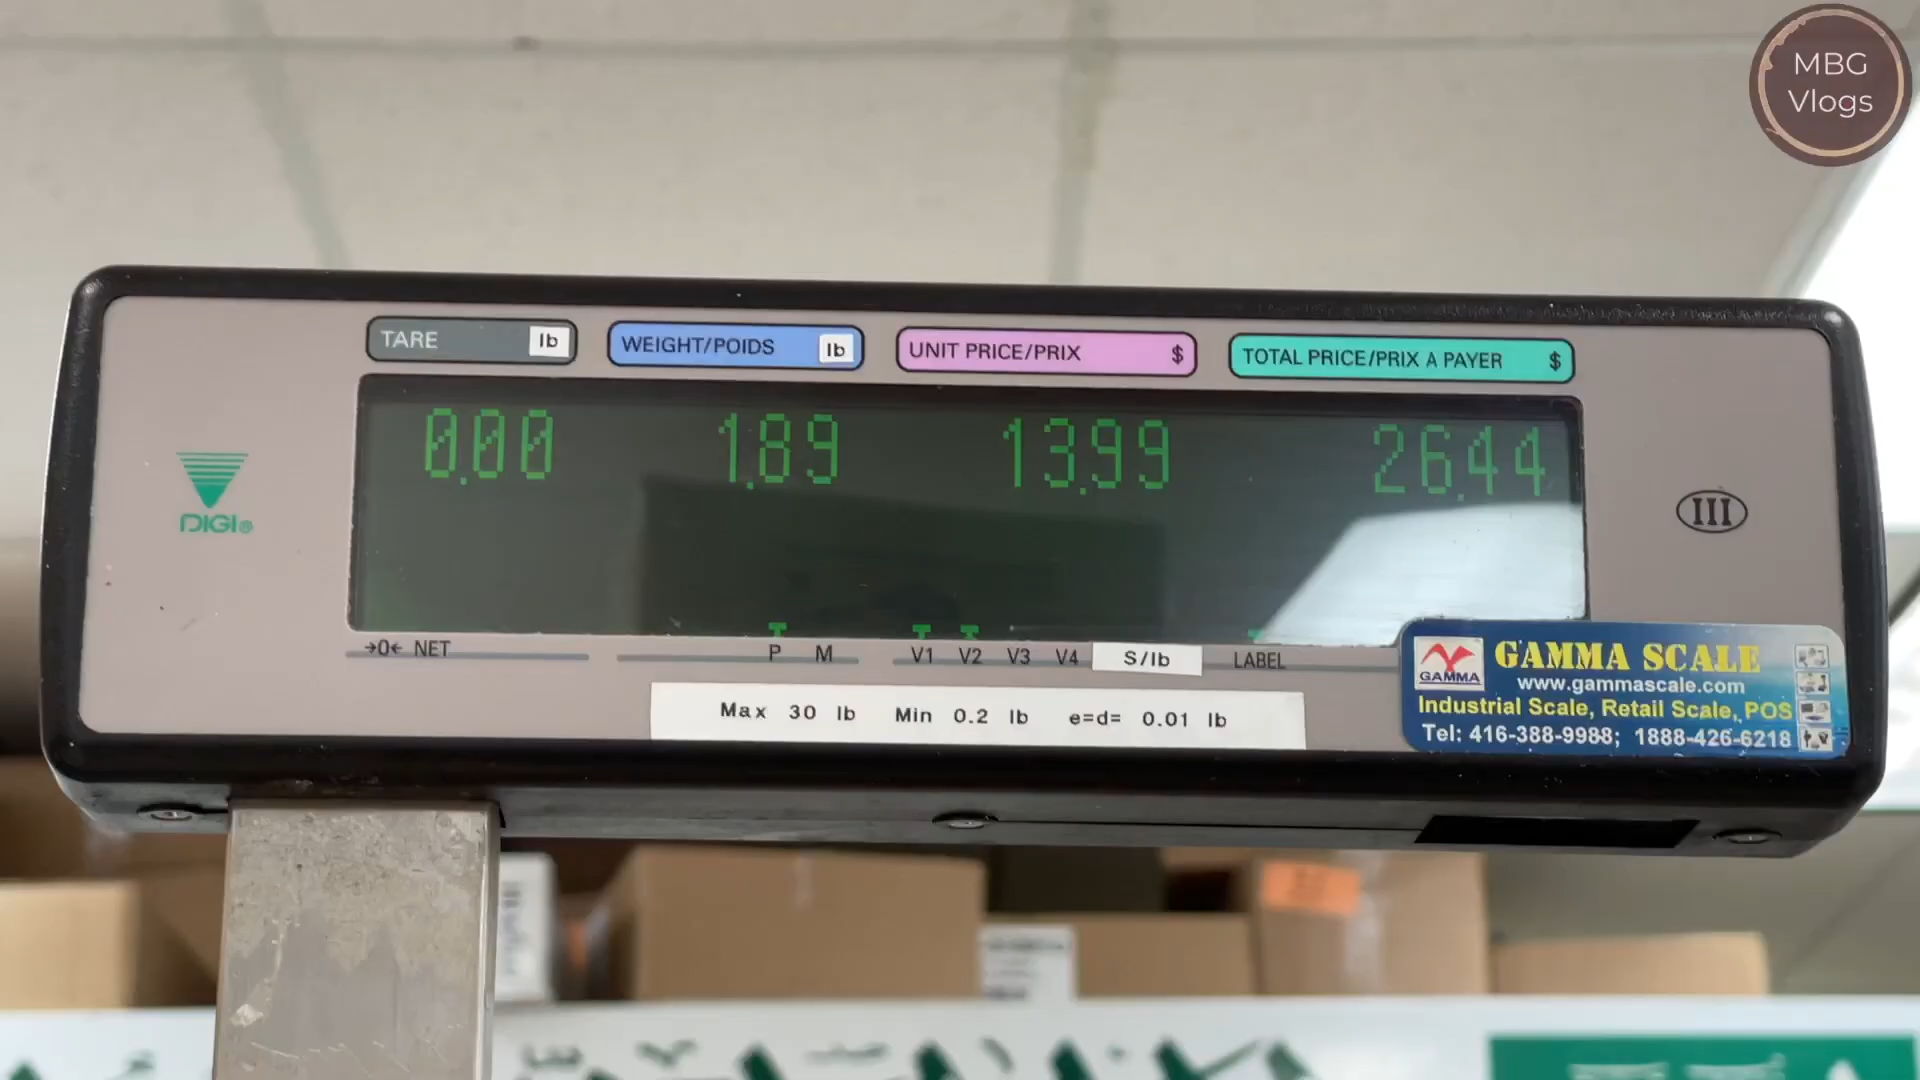 MBG
Vlogs
TARE lb
WEIGHT/POIDS lb
UNIT PRICE/PRIX $
TOTAL PRICE/PRIX A PAYER $
0.00 1.89 13.99 26.44
DIGI®
III
→0← NET P M V1 V2 V3 V4 S/lb LABEL
Max 30 lb Min 0.2 lb e=d= 0.01 lb
GAMMA
GAMMA SCALE
www.gammascale.com
Industrial Scale, Retail Scale, POS
Tel: 416-388-9988; 1888-426-6218